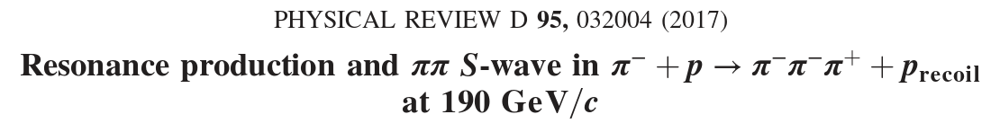 PHYSICAL REVIEW D 95, 032004 (2017)
Resonance production and ππ S-wave in π⁻ + p → π⁻π⁻π⁺ + p_recoil
at 190 GeV/c